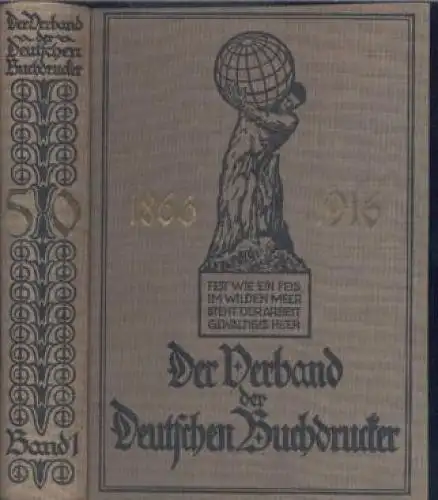 Der Verband
der
Deutschen
Buchdrucker
50
Band 1
1866 1916
FEST WIE EIN FELS
IM WILDEN MEER
STEHT DER ARBEIT
GEWALTIGES HEER
Der Verband
der
Deutschen Buchdrucker